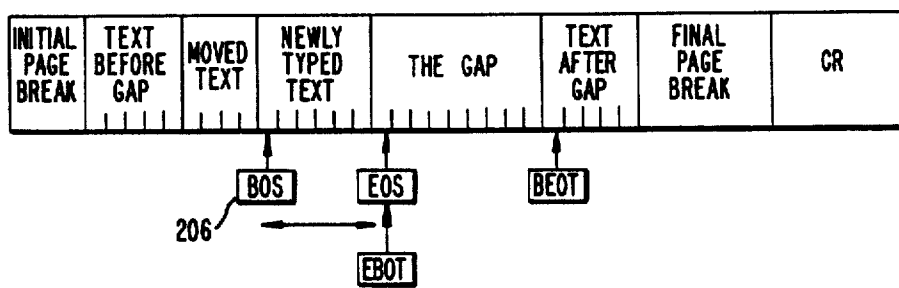 INITIAL PAGE BREAK
TEXT BEFORE GAP
MOVED TEXT
NEWLY TYPED TEXT
THE GAP
TEXT AFTER GAP
FINAL PAGE BREAK
CR
BOS
EOS
BEOT
206
EBOT